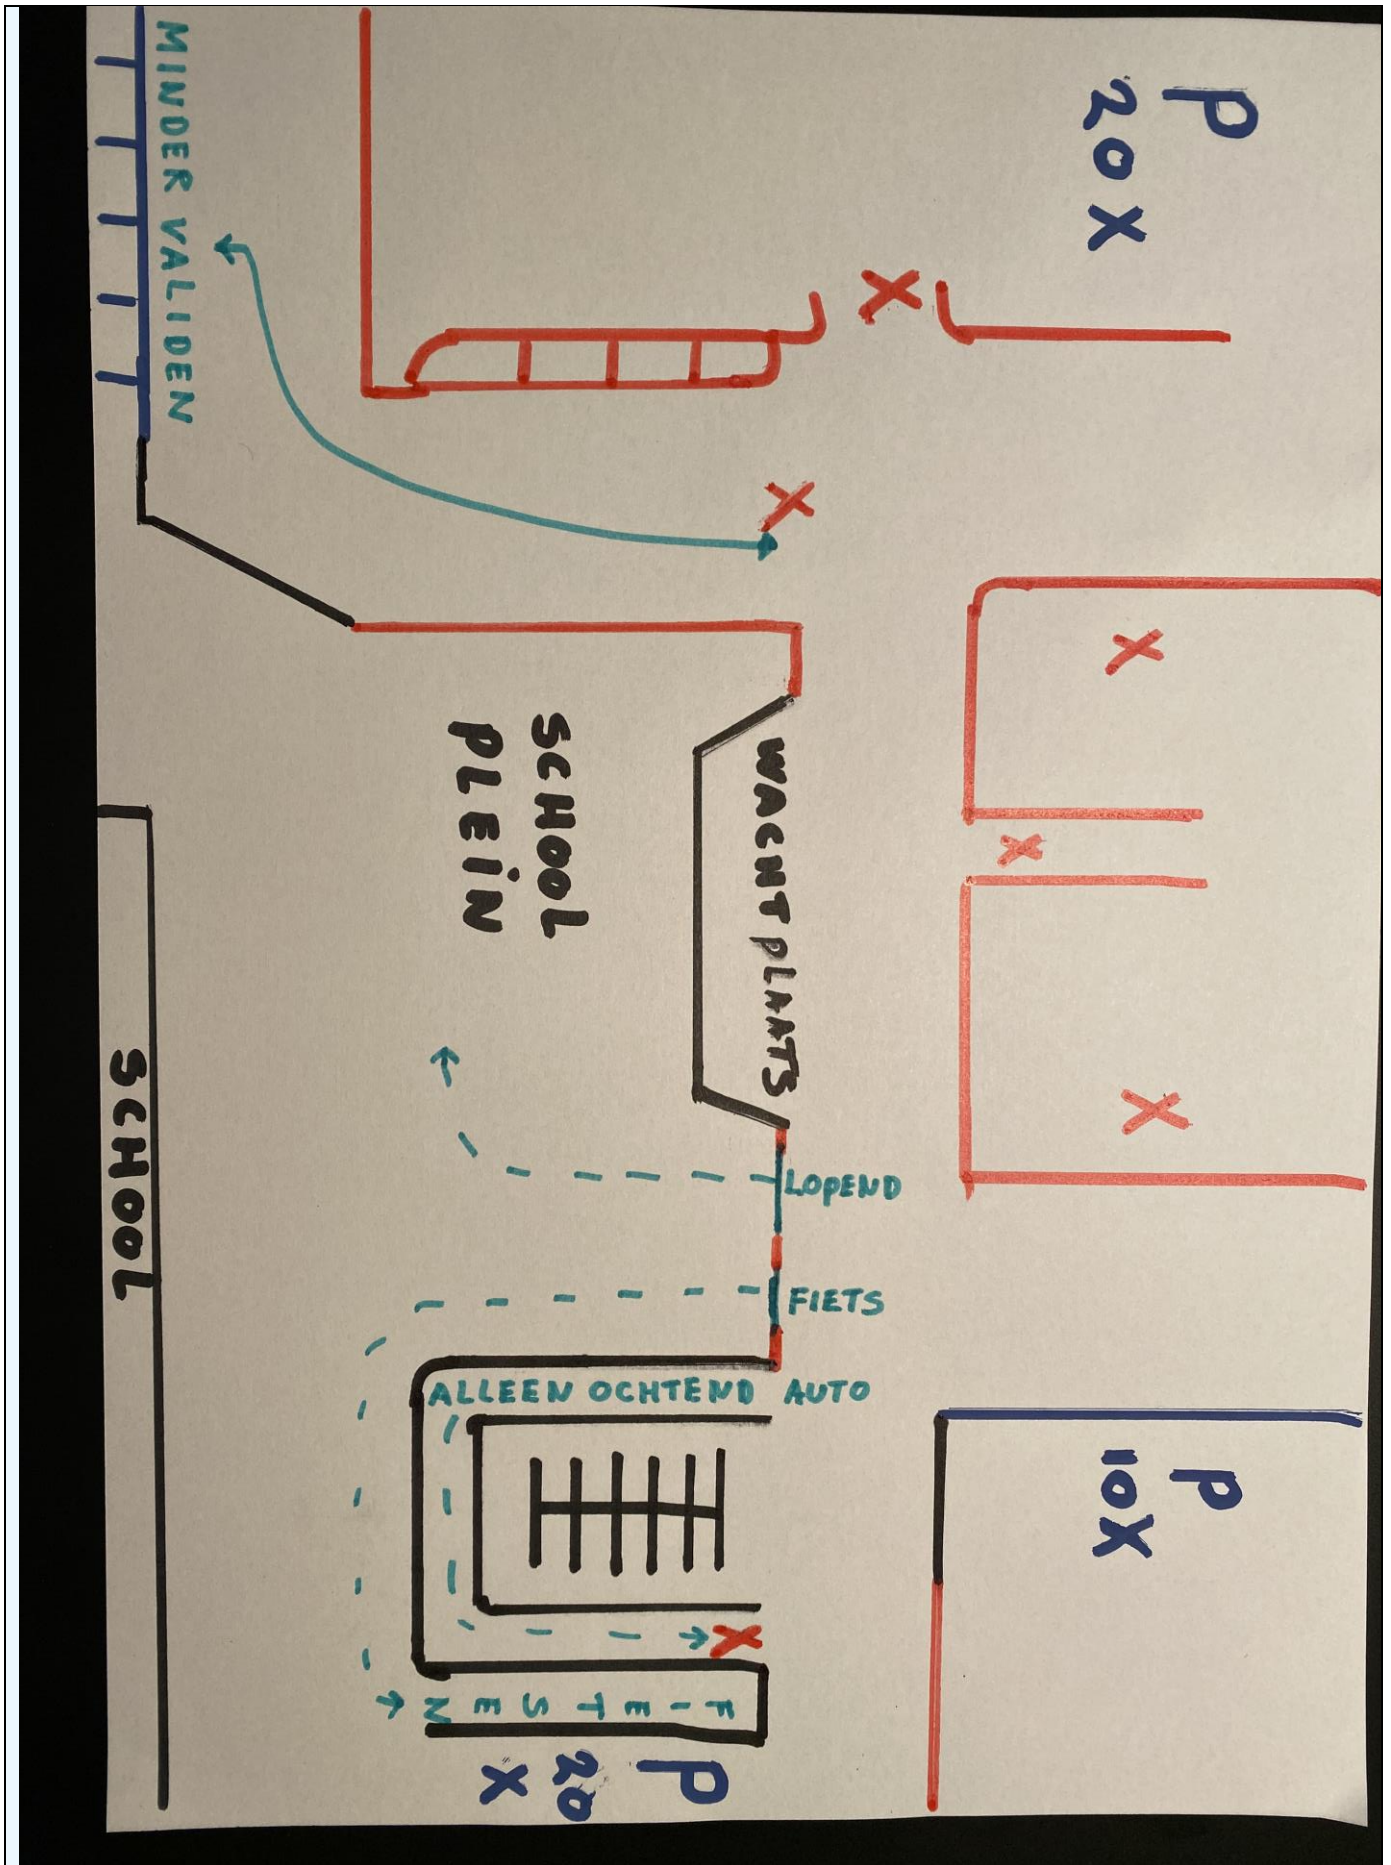 P
20X
P
10X
LOPEND
FIETS
ALLEEN OCHTEND AUTO
WACHTPLAATS
SCHOOL
PLEIN
FIETSEN
P
20
X
MINDER VALIDEN
SCHOOL